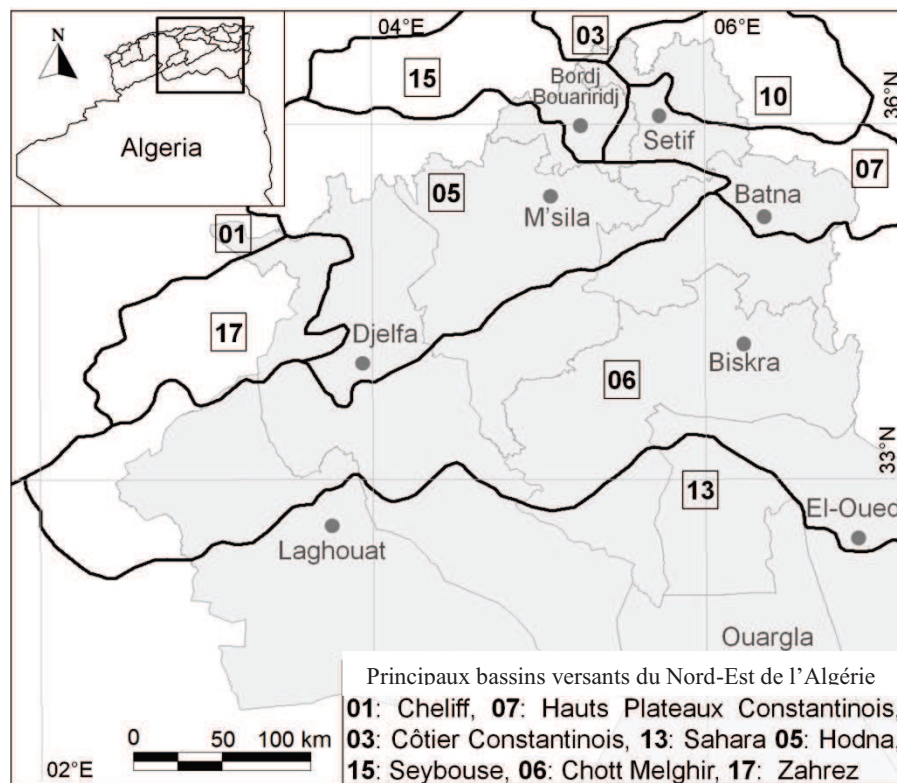 04°E
06°E
N
03
15
Bordj
Bouariridj
10
36°N
Setif
Algeria
07
05
Batna
M'sila
01
17
Djelfa
Biskra
06
33°N
13
El-Oued
Laghouat
Ouargla
Principaux bassins versants du Nord-Est de l'Algérie
01: Cheliff, 07: Hauts Plateaux Constantinois,
03: Côtier Constantinois, 13: Sahara 05: Hodna,
15: Seybouse, 06: Chott Melghir, 17: Zahrez
0 50 100 km
02°E